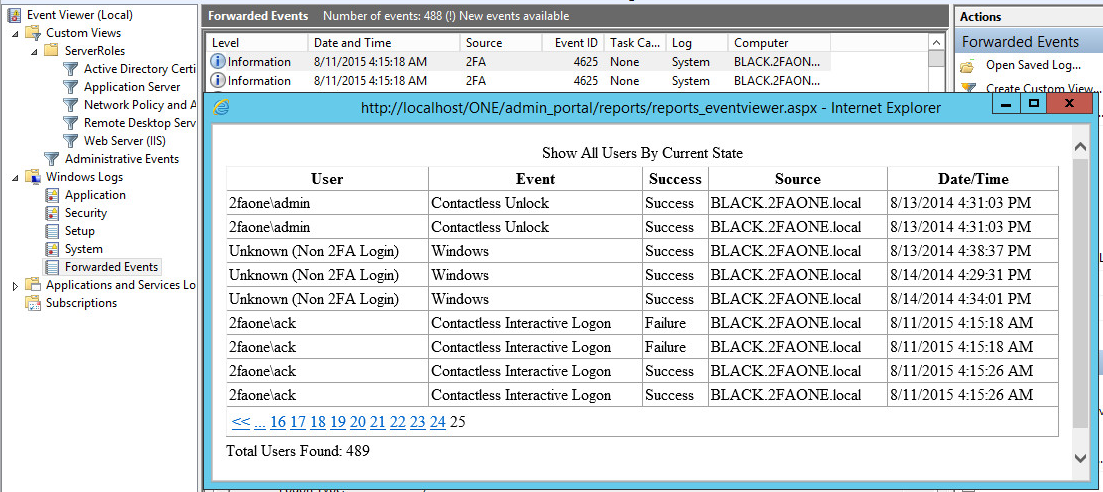 Event Viewer (Local)
Custom Views
ServerRoles
Active Directory Certi
Application Server
Network Policy and A
Remote Desktop Serv
Web Server (IIS)
Administrative Events
Windows Logs
Application
Security
Setup
System
Forwarded Events
Applications and Services Lo
Subscriptions
Forwarded Events Number of events: 488 (!) New events available
Level Date and Time Source Event ID Task Ca... Log Computer
Information 8/11/2015 4:15:18 AM 2FA 4625 None System BLACK.2FAON...
Information 8/11/2015 4:15:18 AM 2FA 4625 None System BLACK.2FAON...
Actions
Forwarded Events
Open Saved Log...
Create Custom View...
http://localhost/ONE/admin_portal/reports/reports_eventviewer.aspx - Internet Explorer
Show All Users By Current State
User Event Success Source Date/Time
2faone\admin Contactless Unlock Success BLACK.2FAONE.local 8/13/2014 4:31:03 PM
2faone\admin Contactless Unlock Success BLACK.2FAONE.local 8/13/2014 4:31:03 PM
Unknown (Non 2FA Login) Windows Success BLACK.2FAONE.local 8/13/2014 4:38:37 PM
Unknown (Non 2FA Login) Windows Success BLACK.2FAONE.local 8/14/2014 4:29:31 PM
Unknown (Non 2FA Login) Windows Success BLACK.2FAONE.local 8/14/2014 4:34:01 PM
2faone\ack Contactless Interactive Logon Failure BLACK.2FAONE.local 8/11/2015 4:15:18 AM
2faone\ack Contactless Interactive Logon Failure BLACK.2FAONE.local 8/11/2015 4:15:18 AM
2faone\ack Contactless Interactive Logon Success BLACK.2FAONE.local 8/11/2015 4:15:26 AM
2faone\ack Contactless Interactive Logon Success BLACK.2FAONE.local 8/11/2015 4:15:26 AM
<< ... 16 17 18 19 20 21 22 23 24 25
Total Users Found: 489